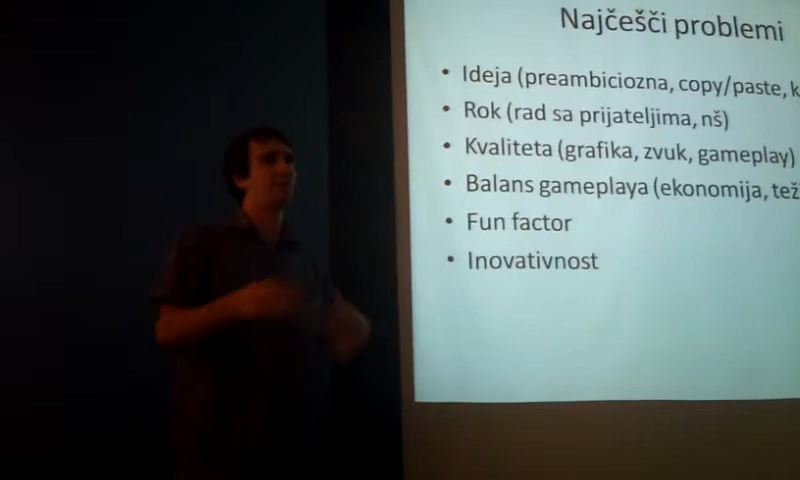 Najčešči problemi
• Ideja (preambiciozna, copy/paste,
• Rok (rad sa prijateljima, nš)
• Kvaliteta (grafika, zvuk, gameplay)
• Balans gameplaya (ekonomija,
• Fun factor
• Inovativnost